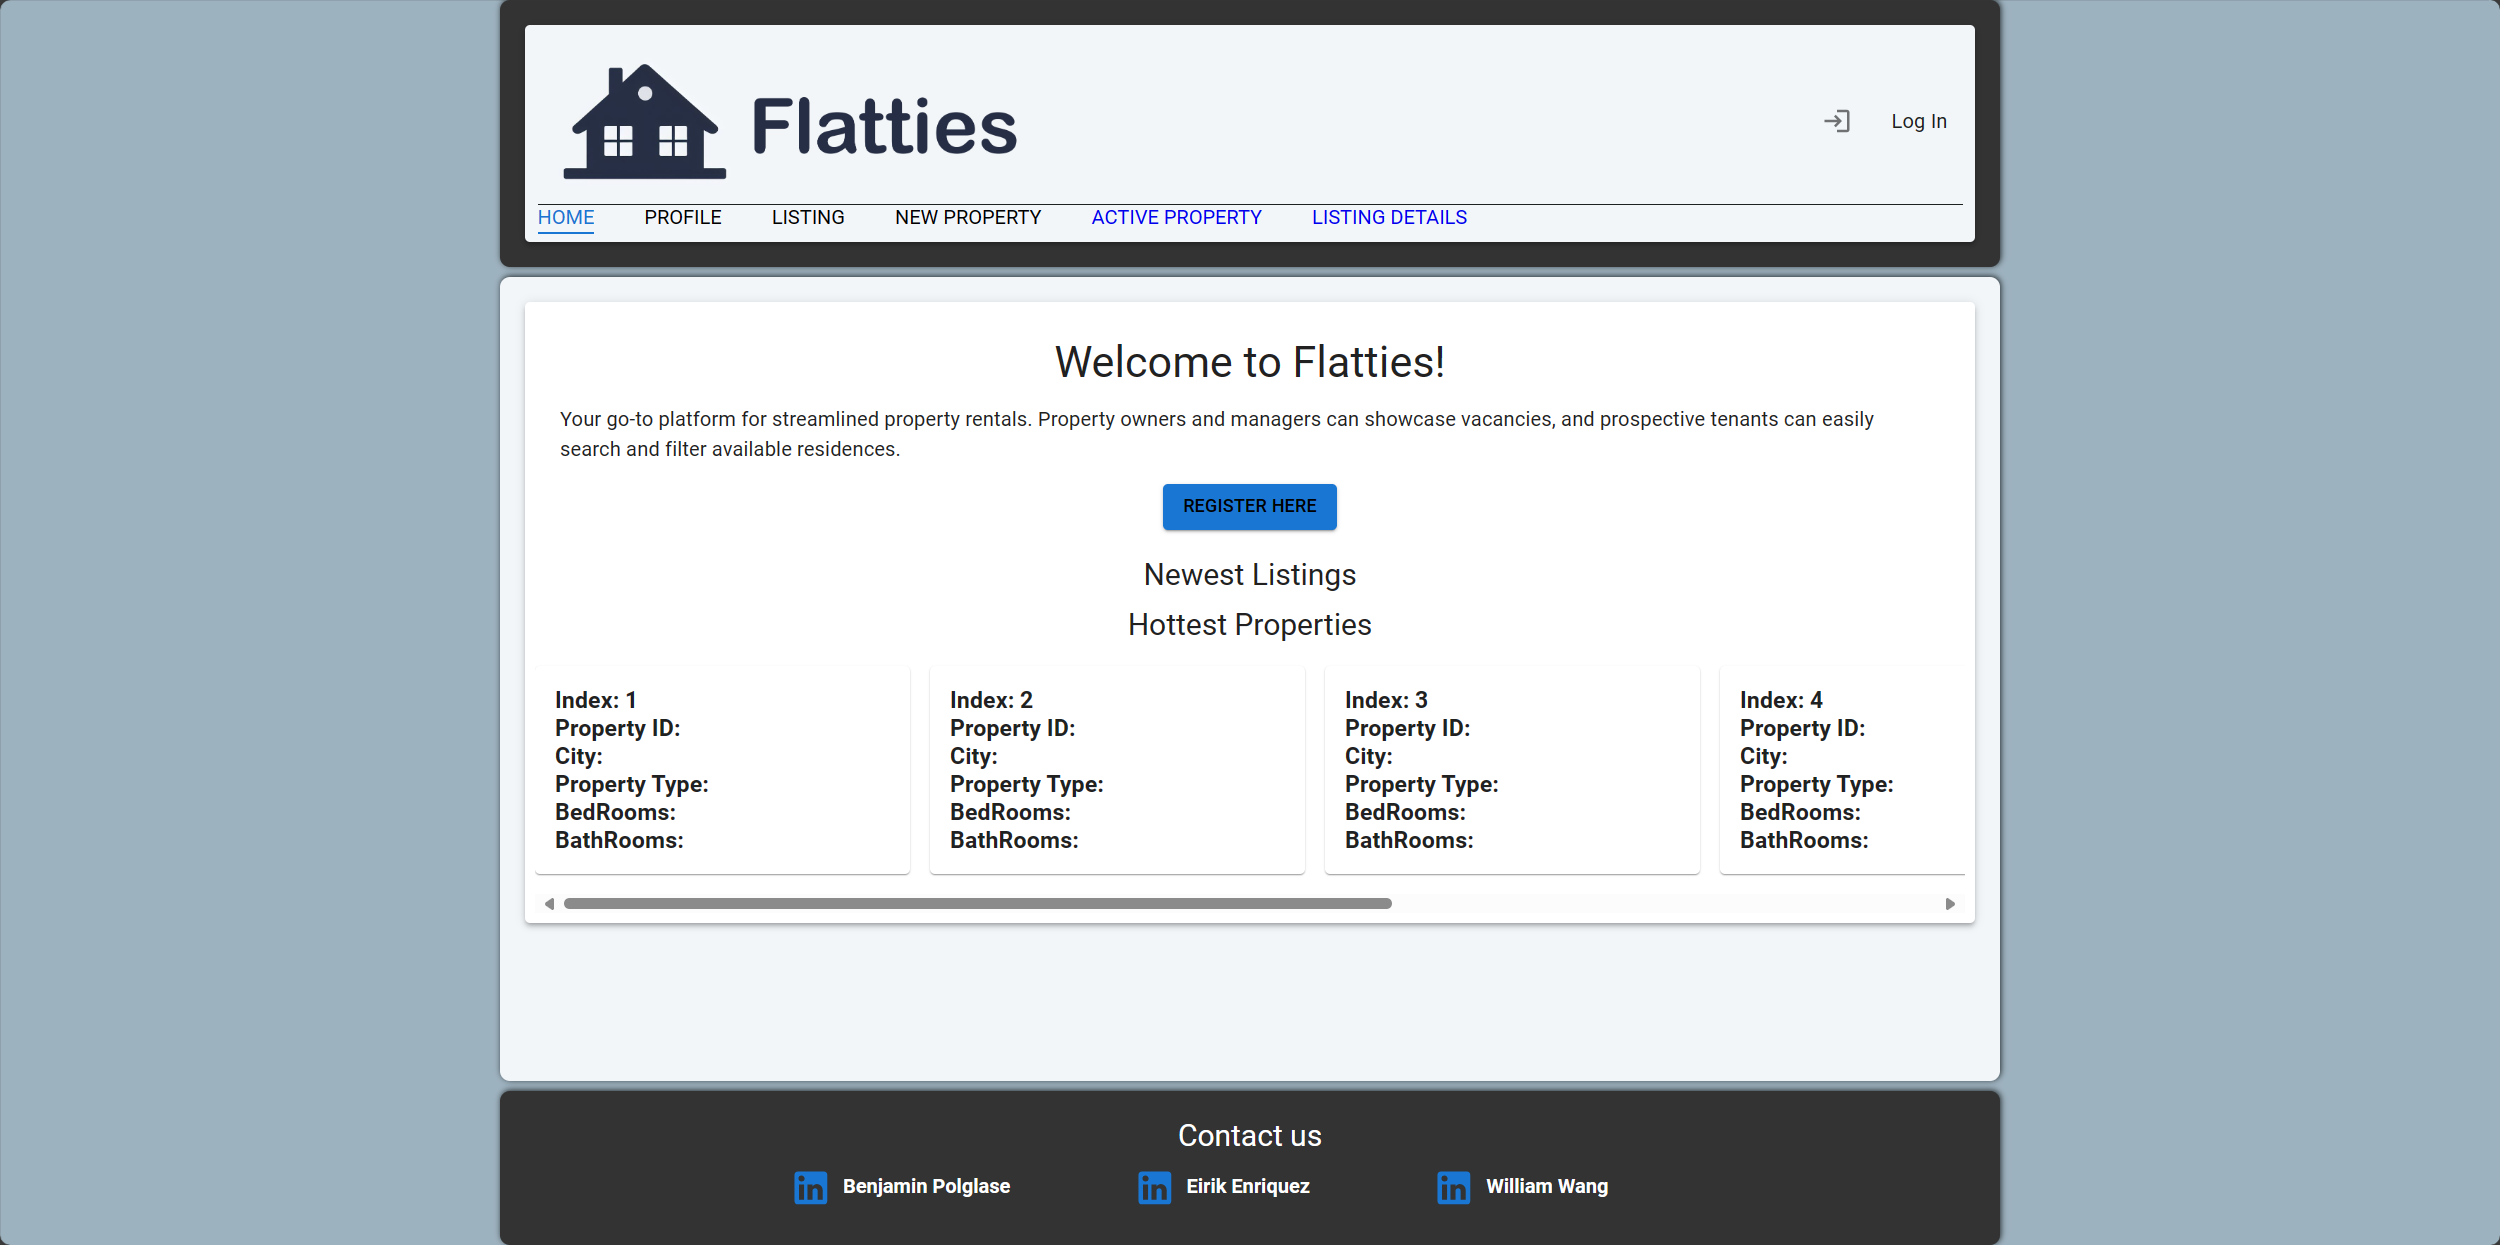 Flatties
Log In
HOME PROFILE LISTING NEW PROPERTY ACTIVE PROPERTY LISTING DETAILS
Welcome to Flatties!
Your go-to platform for streamlined property rentals. Property owners and managers can showcase vacancies, and prospective tenants can easily
search and filter available residences.
REGISTER HERE
Newest Listings
Hottest Properties
Index: 1
Property ID:
City:
Property Type:
BedRooms:
BathRooms:
Index: 2
Property ID:
City:
Property Type:
BedRooms:
BathRooms:
Index: 3
Property ID:
City:
Property Type:
BedRooms:
BathRooms:
Index: 4
Property ID:
City:
Property Type:
BedRooms:
BathRooms:
Contact us
in Benjamin Polglase
in Eirik Enriquez
in William Wang